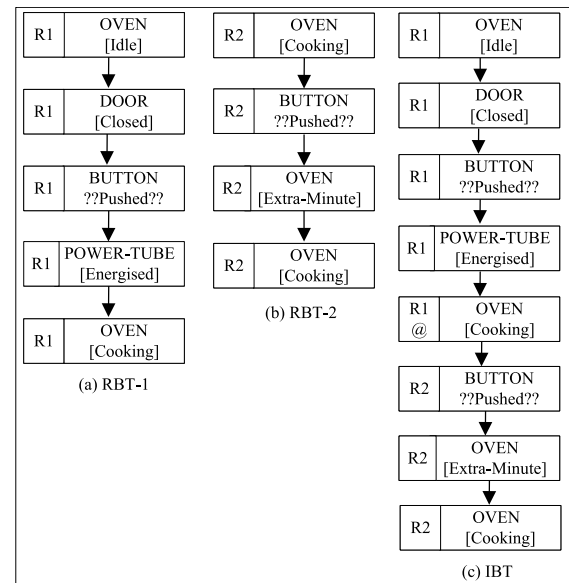 R1
OVEN
[Idle]
R1
DOOR
[Closed]
R1
BUTTON
??Pushed??
R1
POWER-TUBE
[Energised]
R1
OVEN
[Cooking]
(a) RBT-1
R2
OVEN
[Cooking]
R2
BUTTON
??Pushed??
R2
OVEN
[Extra-Minute]
R2
OVEN
[Cooking]
(b) RBT-2
R1
OVEN
[Idle]
R1
DOOR
[Closed]
R1
BUTTON
??Pushed??
R1
POWER-TUBE
[Energised]
R1
@
OVEN
[Cooking]
R2
BUTTON
??Pushed??
R2
OVEN
[Extra-Minute]
R2
OVEN
[Cooking]
(c) IBT